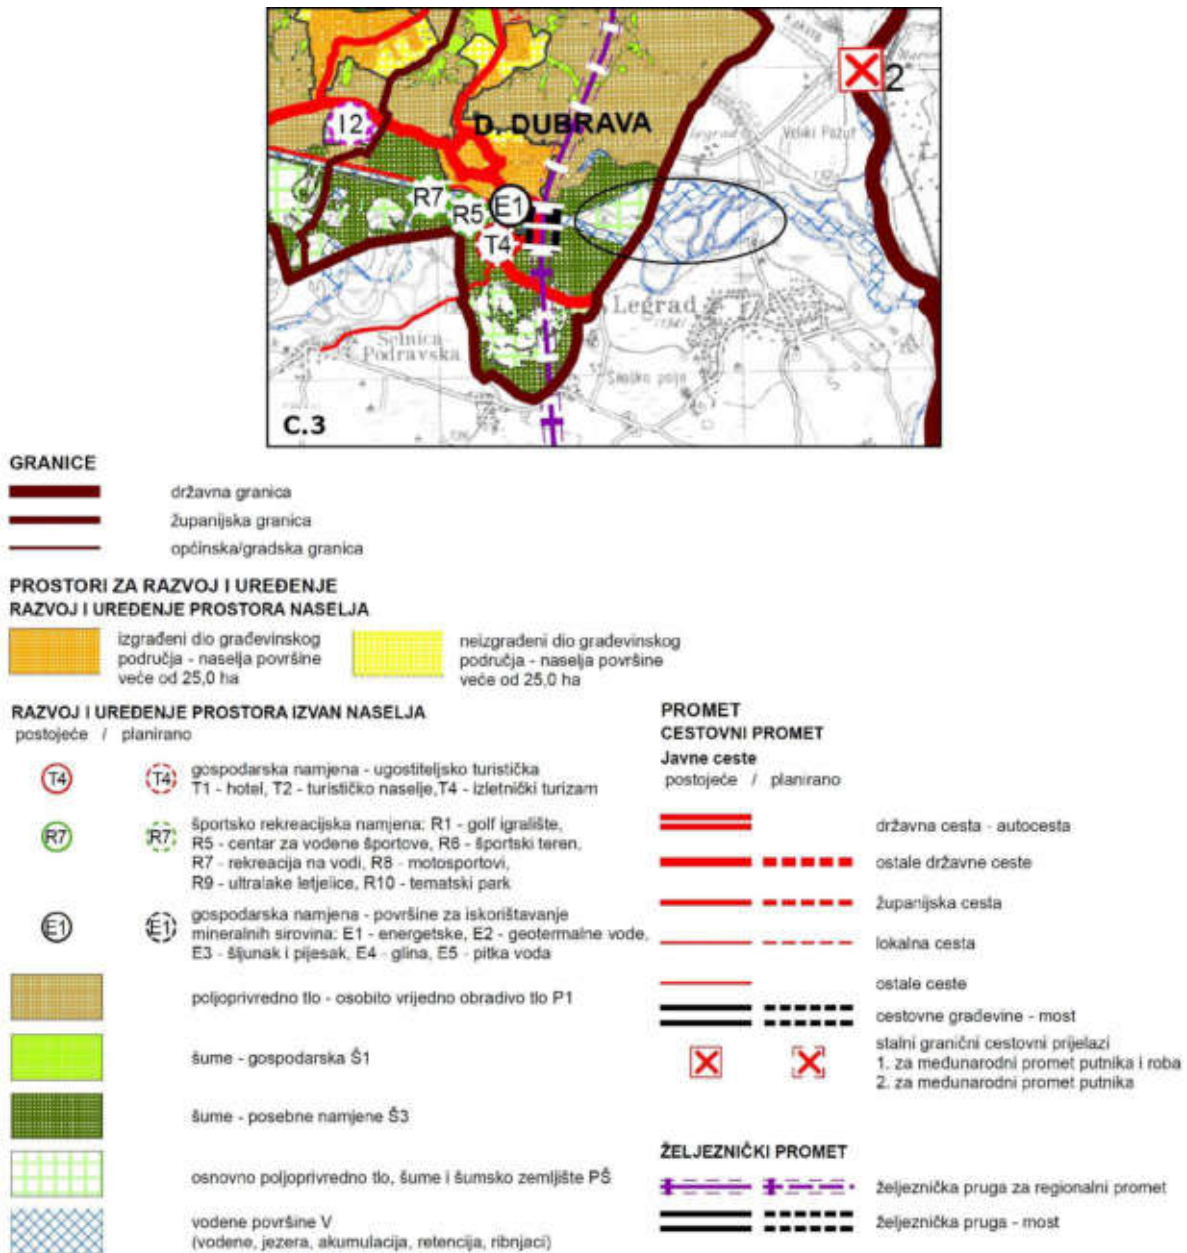 2
I2
D. DUBRAVA
Legrad
Veliki Pažut
R7
R5
E1
T4
Legrad
Selnica
Podravska
C.3
GRANICE
državna granica
županijska granica
općinska/gradska granica
PROSTORI ZA RAZVOJ I UREĐENJE
RAZVOJ I UREĐENJE PROSTORA NASELJA
izgrađeni dio građevinskog
područja - naselja površine
veće od 25,0 ha
neizgrađeni dio građevinskog
područja - naselja površine
veće od 25,0 ha
RAZVOJ I UREĐENJE PROSTORA IZVAN NASELJA
postojeće / planirano
T4 T4 gospodarska namjena - ugostiteljsko turistička
T1 - hotel, T2 - turističko naselje,T4 - izletnički turizam
R7 R7 športsko rekreacijska namjena: R1 - golf igralište,
R5 - centar za vodene športove, R6 - športski teren,
R7 - rekreacija na vodi, R8 - motosportovi,
R9 - ultralake letjelice, R10 - tematski park
E1 E1 gospodarska namjena - površine za iskorištavanje
mineralnih sirovina: E1 - energetske, E2 - geotermalne vode,
E3 - šljunak i pijesak, E4 - glina, E5 - pitka voda
poljoprivredno tlo - osobito vrijedno obradivo tlo P1
šume - gospodarska Š1
šume - posebne namjene Š3
osnovno poljoprivredno tlo, šume i šumsko zemljište PŠ
vodene površine V
(vodene, jezera, akumulacija, retencija, ribnjaci)
PROMET
CESTOVNI PROMET
Javne ceste
postojeće / planirano
državna cesta - autocesta
ostale državne ceste
županijska cesta
lokalna cesta
ostale ceste
cestovne građevine - most
stalni granični cestovni prijelazi
1. za međunarodni promet putnika i roba
2. za međunarodni promet putnika
ŽELJEZNIČKI PROMET
željeznička pruga za regionalni promet
željeznička pruga - most